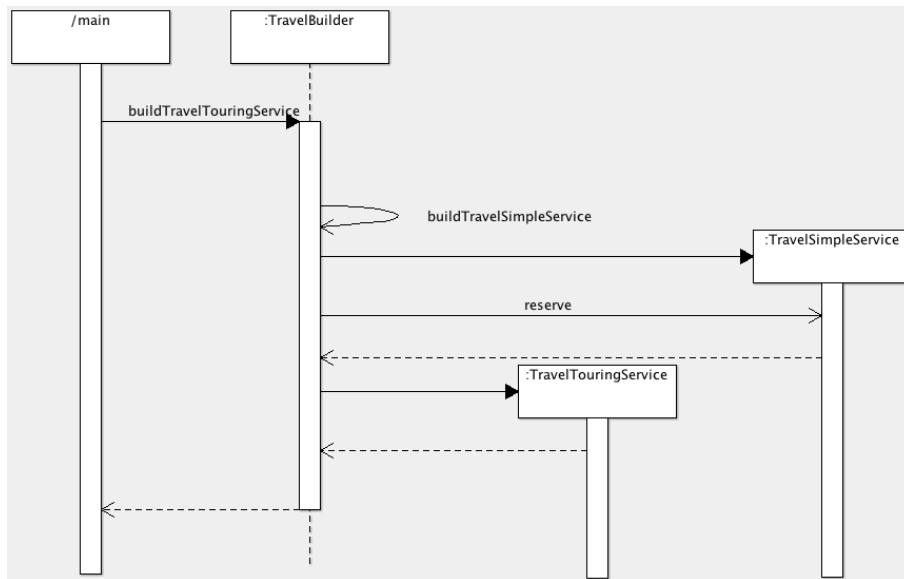 /main
:TravelBuilder
buildTravelTouringService
buildTravelSimpleService
:TravelSimpleService
reserve
:TravelTouringService